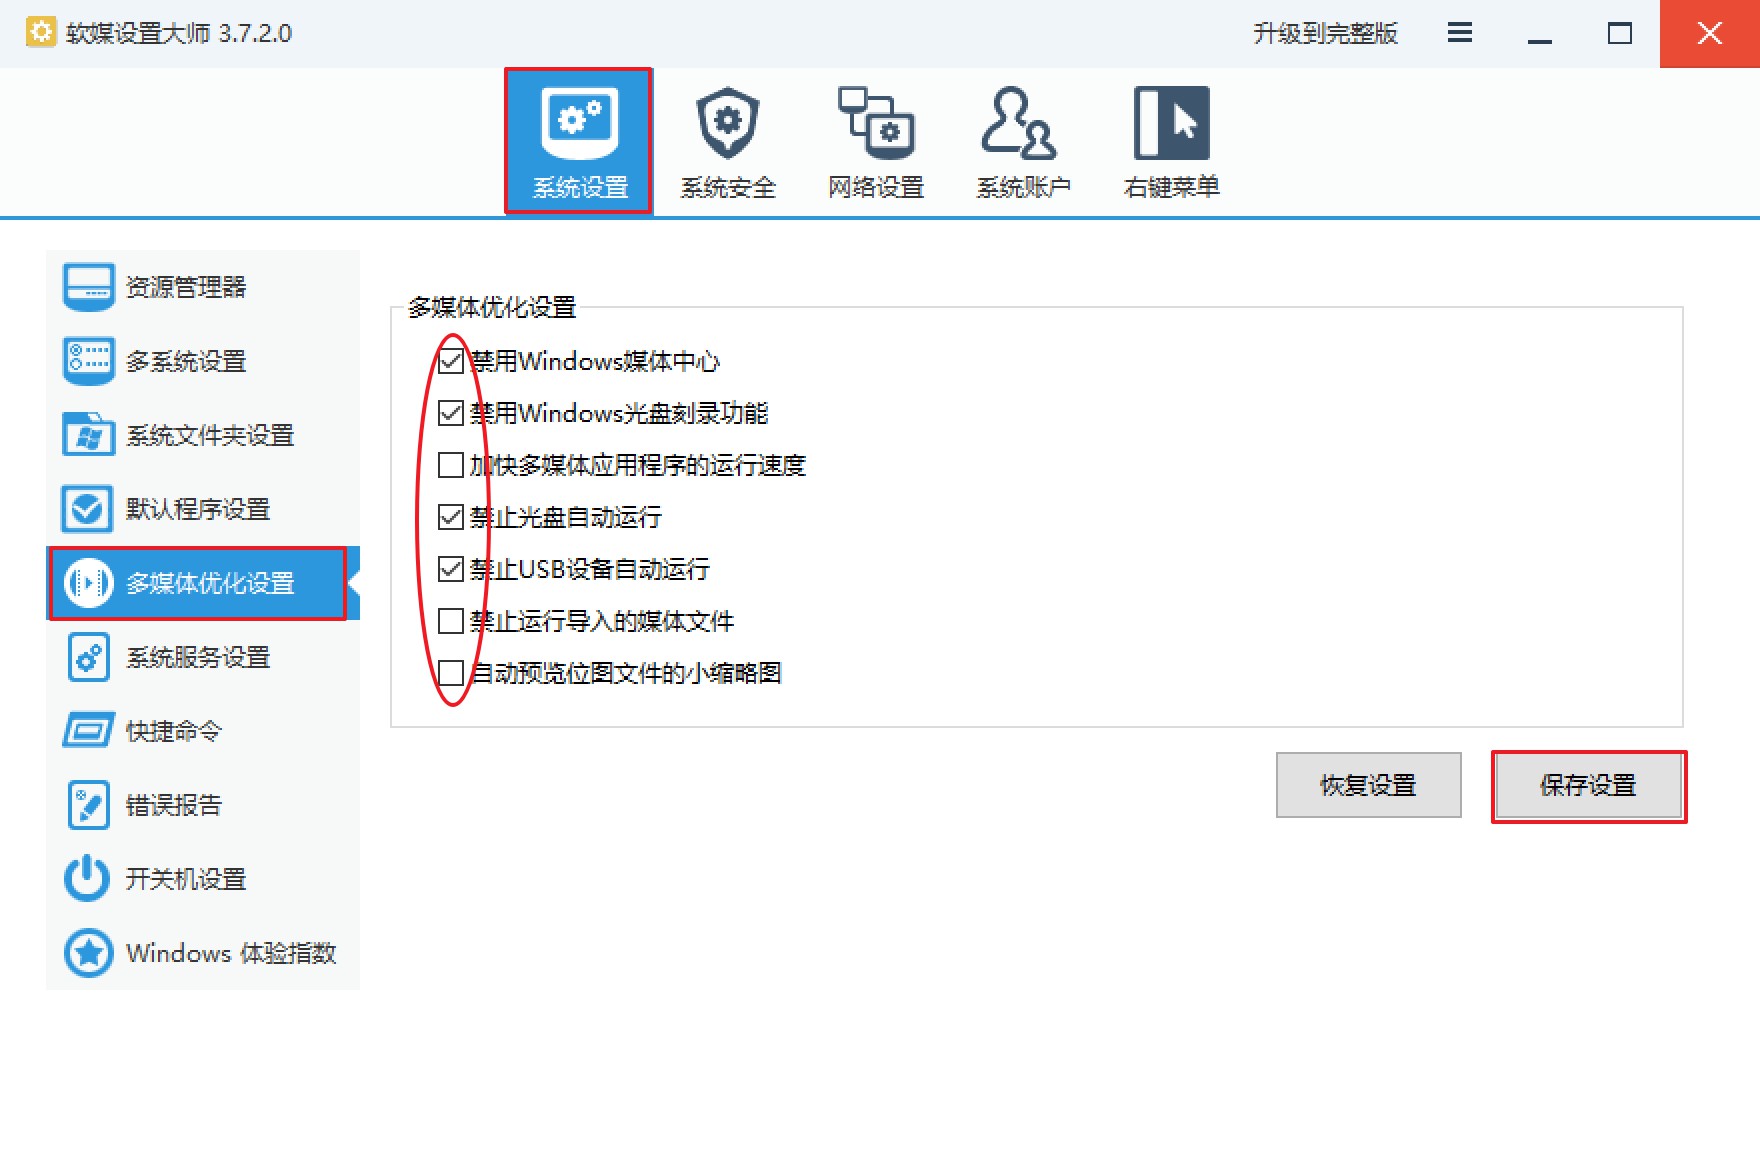 软媒设置大师 3.7.2.0
升级到完整版
系统设置
系统安全
网络设置
系统账户
右键菜单
资源管理器
多系统设置
系统文件夹设置
默认程序设置
多媒体优化设置
系统服务设置
快捷命令
错误报告
开关机设置
Windows 体验指数
多媒体优化设置
禁用Windows媒体中心
禁用Windows光盘刻录功能
加快多媒体应用程序的运行速度
禁止光盘自动运行
禁止USB设备自动运行
禁止运行导入的媒体文件
自动预览位图文件的小缩略图
恢复设置
保存设置